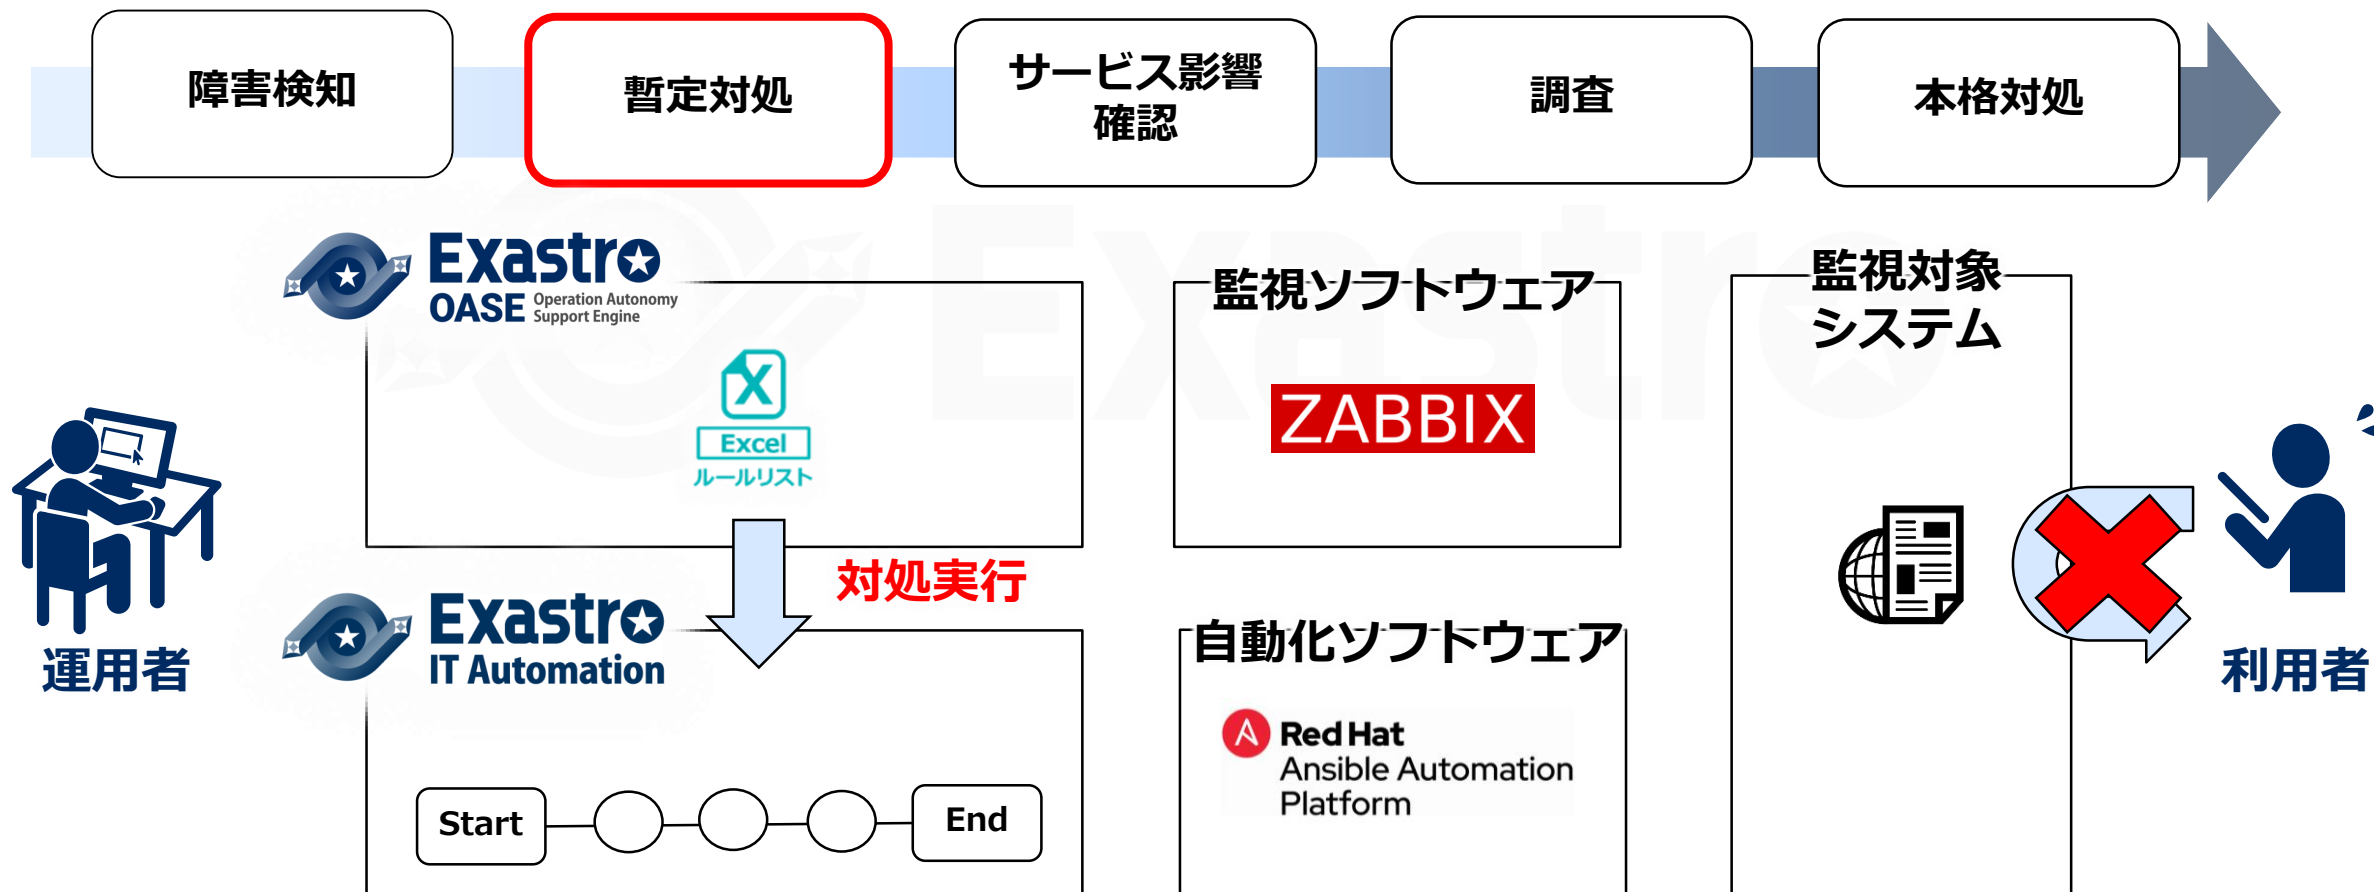 障害検知
暫定対処
サービス影響
確認
調査
本格対処
Exastro
OASE Operation Autonomy
Support Engine
監視ソフトウェア
監視対象
システム
X
Excel
ルールリスト
ZABBIX
対処実行
運用者
利用者
Exastro
IT Automation
自動化ソフトウェア
Red Hat
Ansible Automation
Platform
Start
End
Exastro